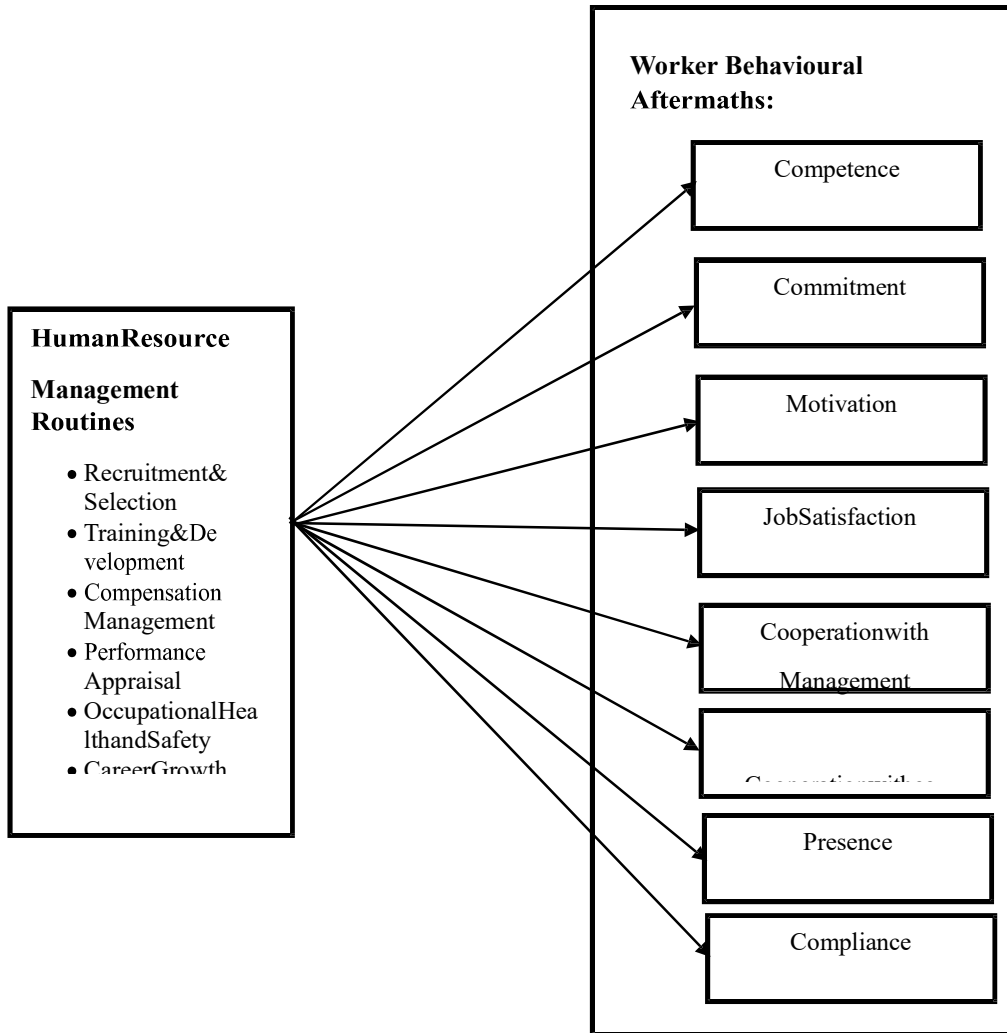 HumanResource
Management
Routines
• Recruitment&
Selection
• Training&De
velopment
• Compensation
Management
• Performance
Appraisal
• OccupationalHea
lthandSafety
• CareerGrowth
Worker Behavioural
Aftermaths:
Competence
Commitment
Motivation
JobSatisfaction
Cooperationwith
Management
Presence
Compliance